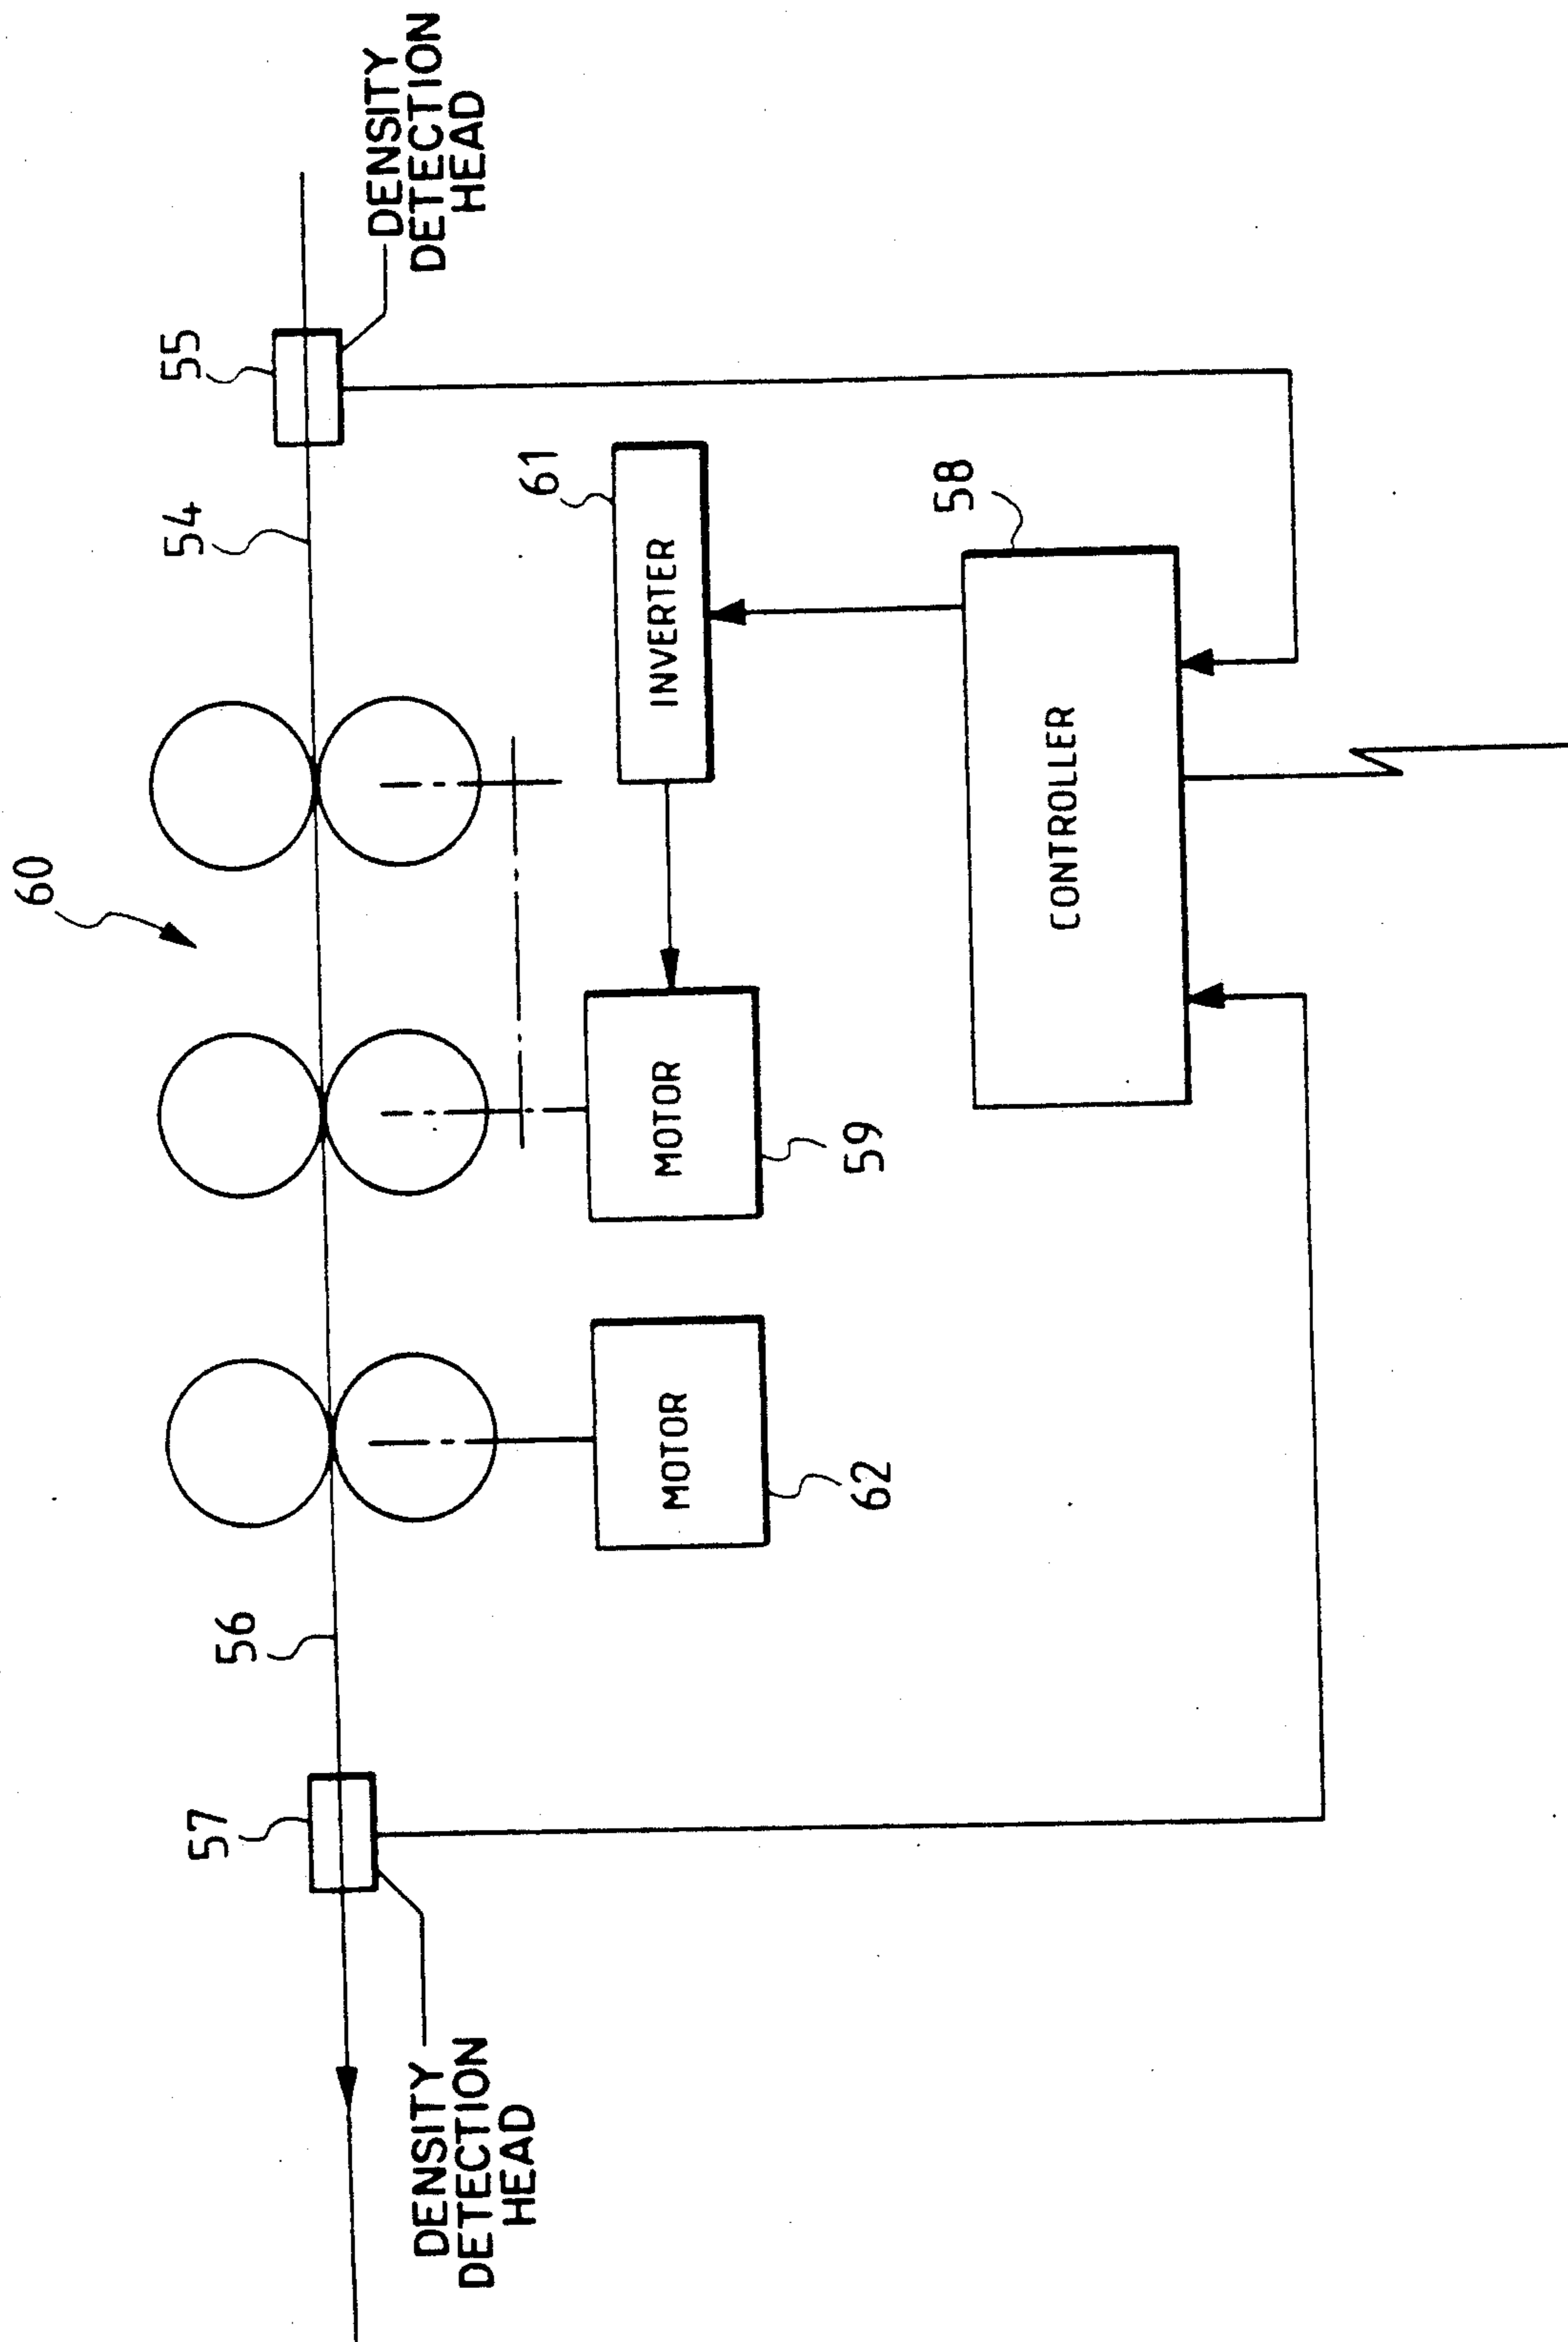 60
55
DENSITY
DETECTION
HEAD
54
61
INVERTER
58
CONTROLLER
MOTOR
59
MOTOR
62
56
57
DENSITY
DETECTION
HEAD